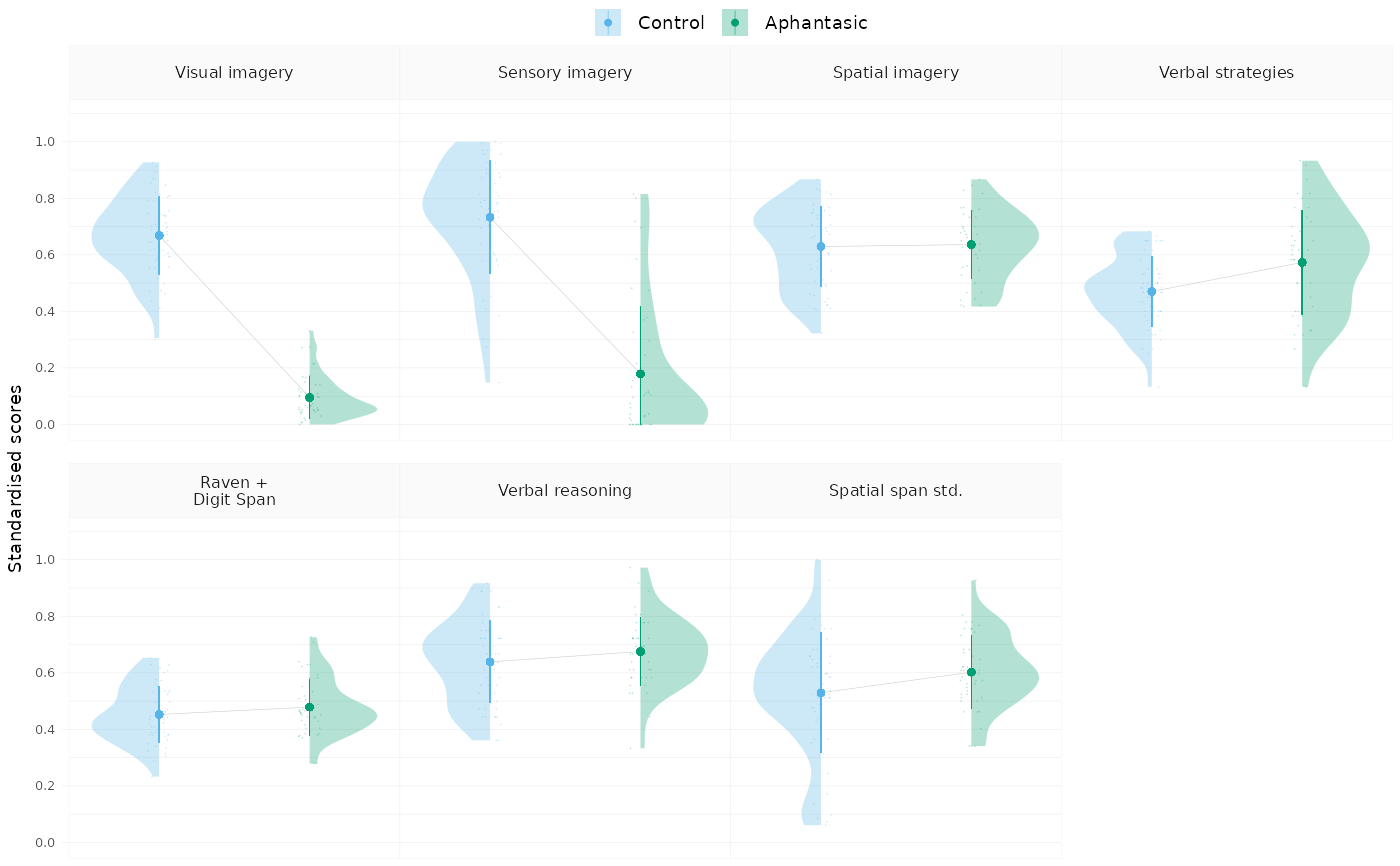 Control Aphantasic
Visual imagery Sensory imagery Spatial imagery Verbal strategies
1.0
0.8
0.6
0.4
0.2
0.0
Standardised scores
Raven +
Digit Span
Verbal reasoning
Spatial span std.
1.0
0.8
0.6
0.4
0.2
0.0